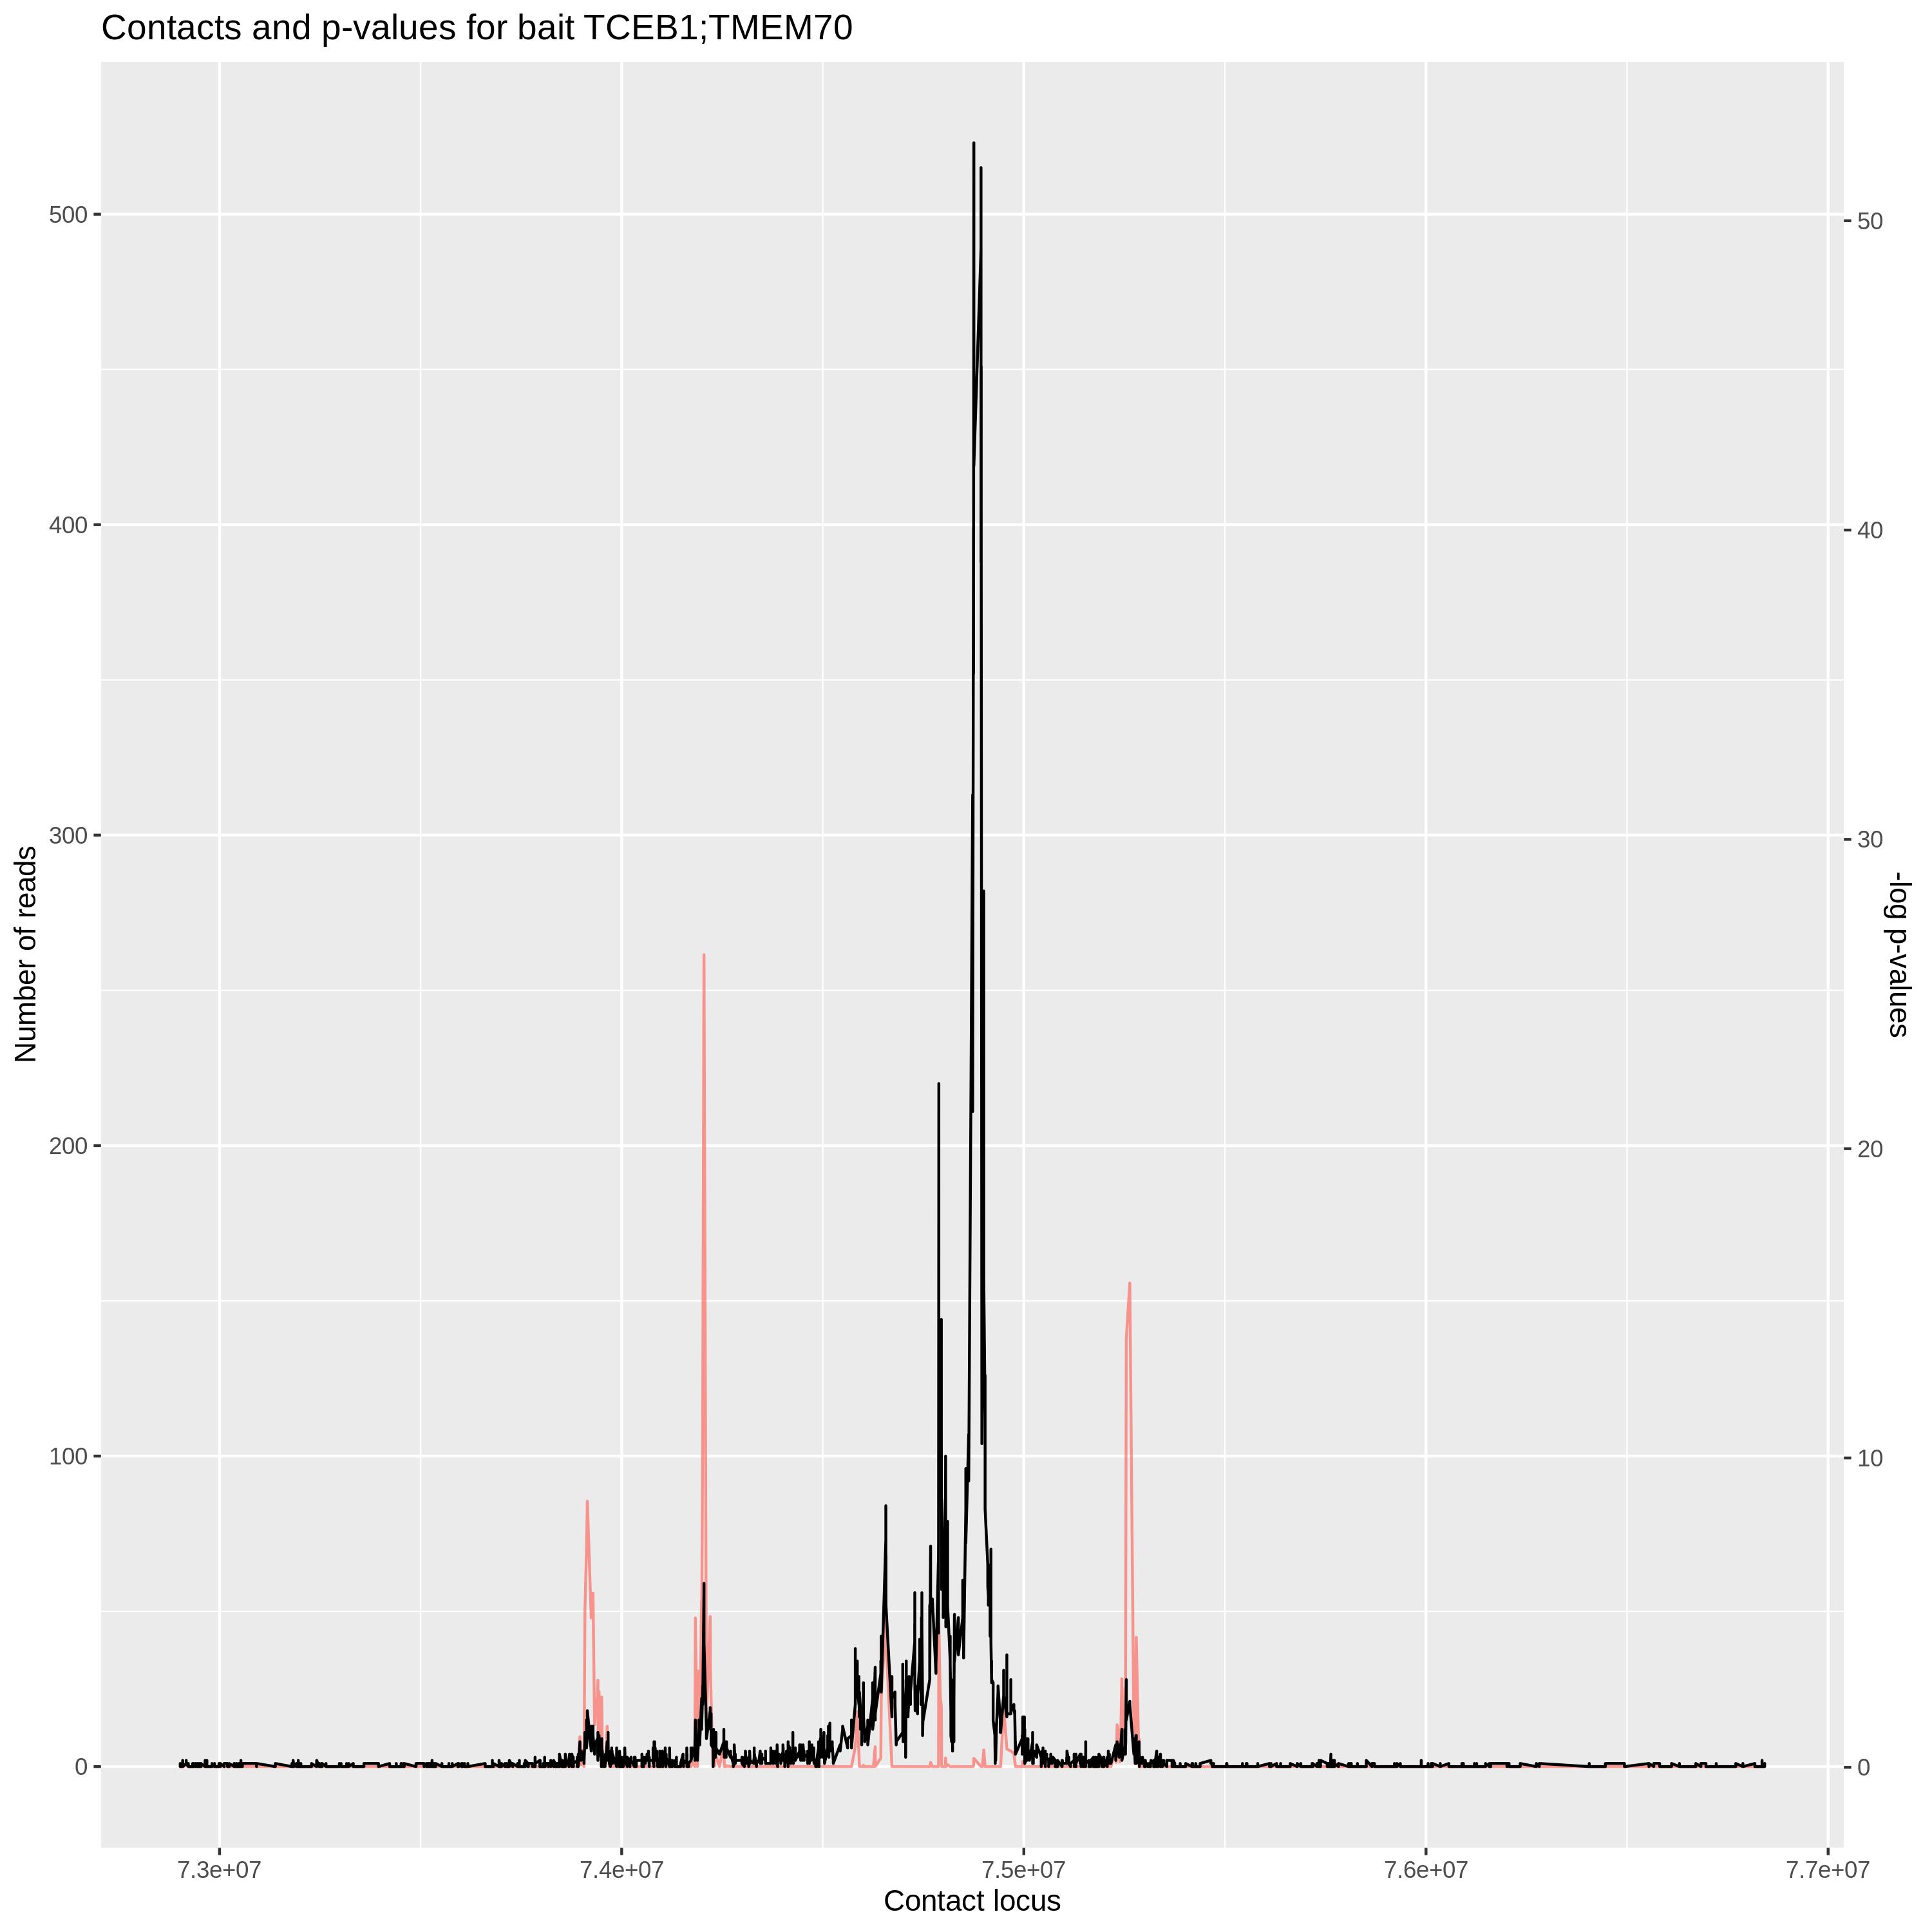 Contacts and p-values for bait TCEB1;TMEM70
500
400
300
200
100
0
Number of reads
50
40
30
20
10
0
-log p-values
7.3e+07
7.4e+07
7.5e+07
7.6e+07
7.7e+07
Contact locus